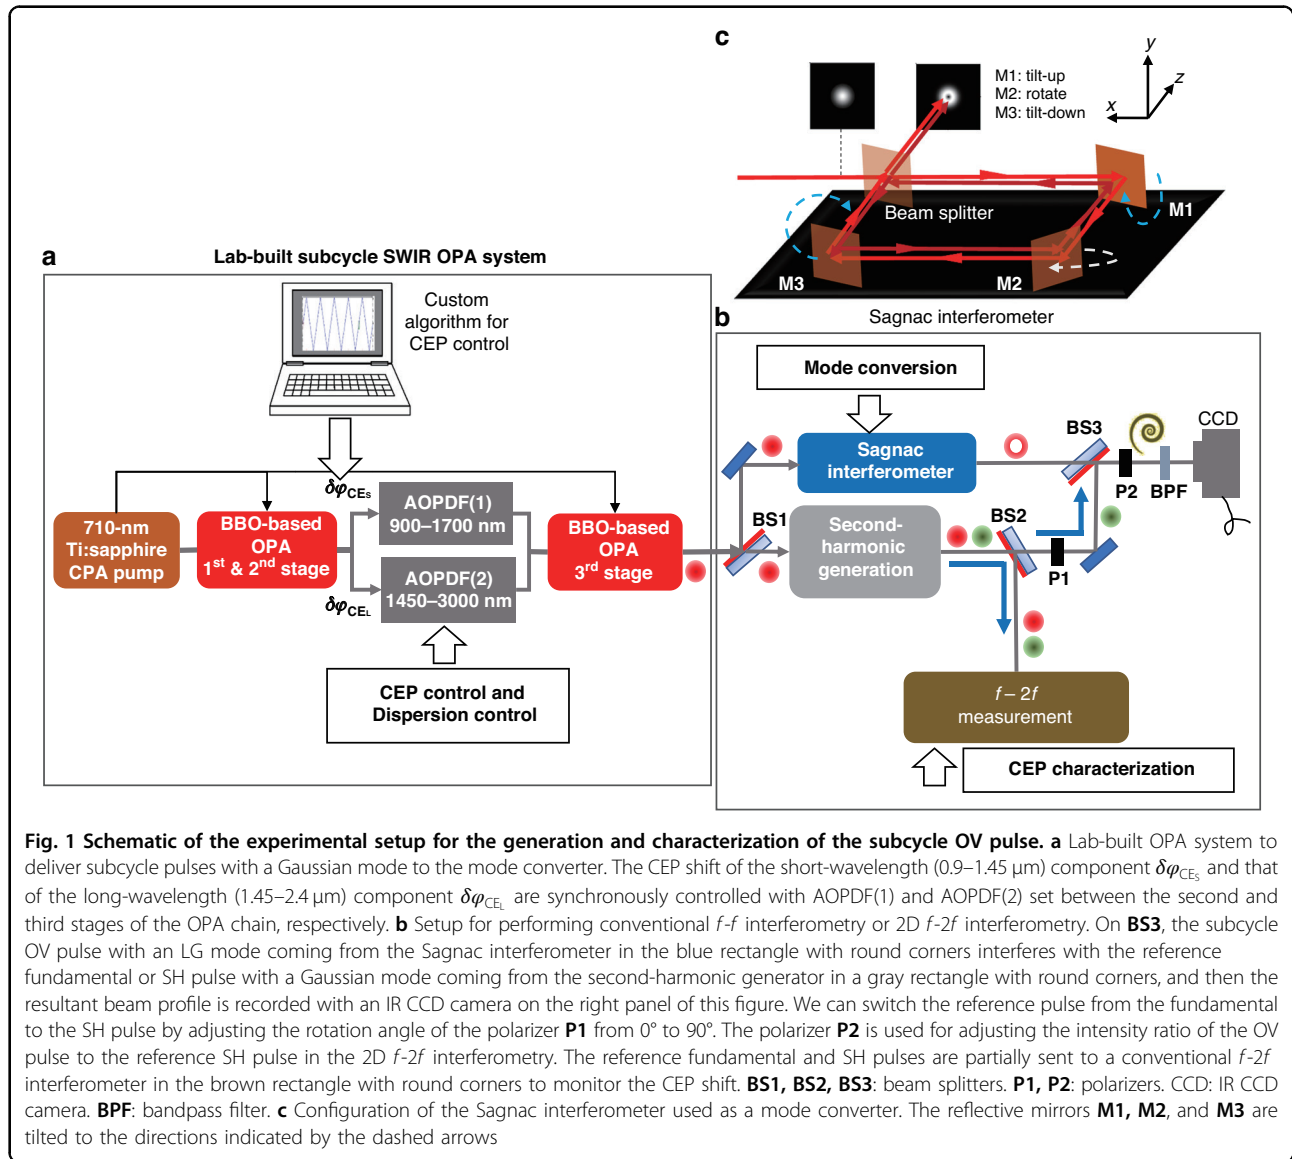 c
M1: tilt-up
M2: rotate
M3: tilt-down
y
z
x
Beam splitter
M1
M3
M2
Sagnac interferometer
a
Lab-built subcycle SWIR OPA system
Custom
algorithm for
CEP control
710-nm
Ti:sapphire
CPA pump
BBO-based
OPA
1st & 2nd stage
δφCES
δφCEL
AOPDF(1)
900–1700 nm
AOPDF(2)
1450–3000 nm
BBO-based
OPA
3rd stage
CEP control and
Dispersion control
b
Mode conversion
Sagnac
interferometer
BS1
Second-
harmonic
generation
BS2
BS3
P1
P2
BPF
CCD
f – 2f
measurement
CEP characterization
Fig. 1 Schematic of the experimental setup for the generation and characterization of the subcycle OV pulse. a Lab-built OPA system to
deliver subcycle pulses with a Gaussian mode to the mode converter. The CEP shift of the short-wavelength (0.9–1.45 μm) component δφCES and that
of the long-wavelength (1.45–2.4 μm) component δφCEL are synchronously controlled with AOPDF(1) and AOPDF(2) set between the second and
third stages of the OPA chain, respectively. b Setup for performing conventional f-f interferometry or 2D f-2f interferometry. On BS3, the subcycle
OV pulse with an LG mode coming from the Sagnac interferometer in the blue rectangle with round corners interferes with the reference
fundamental or SH pulse with a Gaussian mode coming from the second-harmonic generator in a gray rectangle with round corners, and then the
resultant beam profile is recorded with an IR CCD camera on the right panel of this figure. We can switch the reference pulse from the fundamental
to the SH pulse by adjusting the rotation angle of the polarizer P1 from 0° to 90°. The polarizer P2 is used for adjusting the intensity ratio of the OV
pulse to the reference SH pulse in the 2D f-2f interferometry. The reference fundamental and SH pulses are partially sent to a conventional f-2f
interferometer in the brown rectangle with round corners to monitor the CEP shift. BS1, BS2, BS3: beam splitters. P1, P2: polarizers. CCD: IR CCD
camera. BPF: bandpass filter. c Configuration of the Sagnac interferometer used as a mode converter. The reflective mirrors M1, M2, and M3 are
tilted to the directions indicated by the dashed arrows